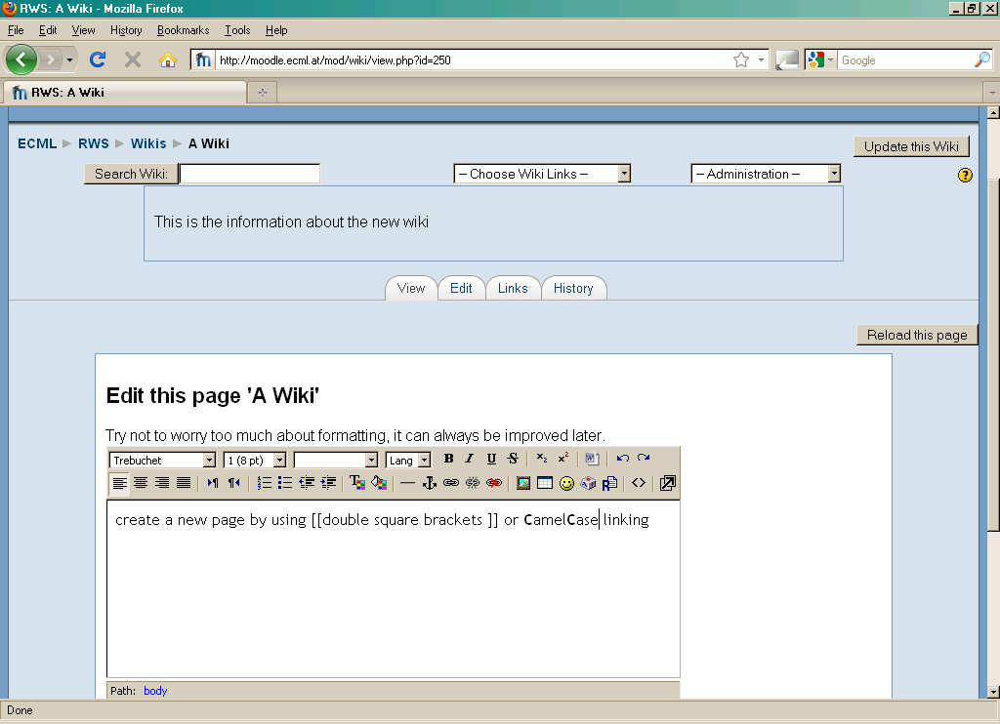 RWS: A Wiki - Mozilla Firefox
File Edit View History Bookmarks Tools Help
http://moodle.ecml.at/mod/wiki/view.php?id=250
Google
RWS: A Wiki
ECML ► RWS ► Wikis ► A Wiki
Update this Wiki
Search Wiki:
-- Choose Wiki Links --
-- Administration --
?
This is the information about the new wiki
View Edit Links History
Reload this page
Edit this page 'A Wiki'
Try not to worry too much about formatting, it can always be improved later.
Trebuchet 1 (8 pt) Lang B I U S x₂ x²
create a new page by using [[double square brackets ]] or CamelCase linking
Path: body
Done